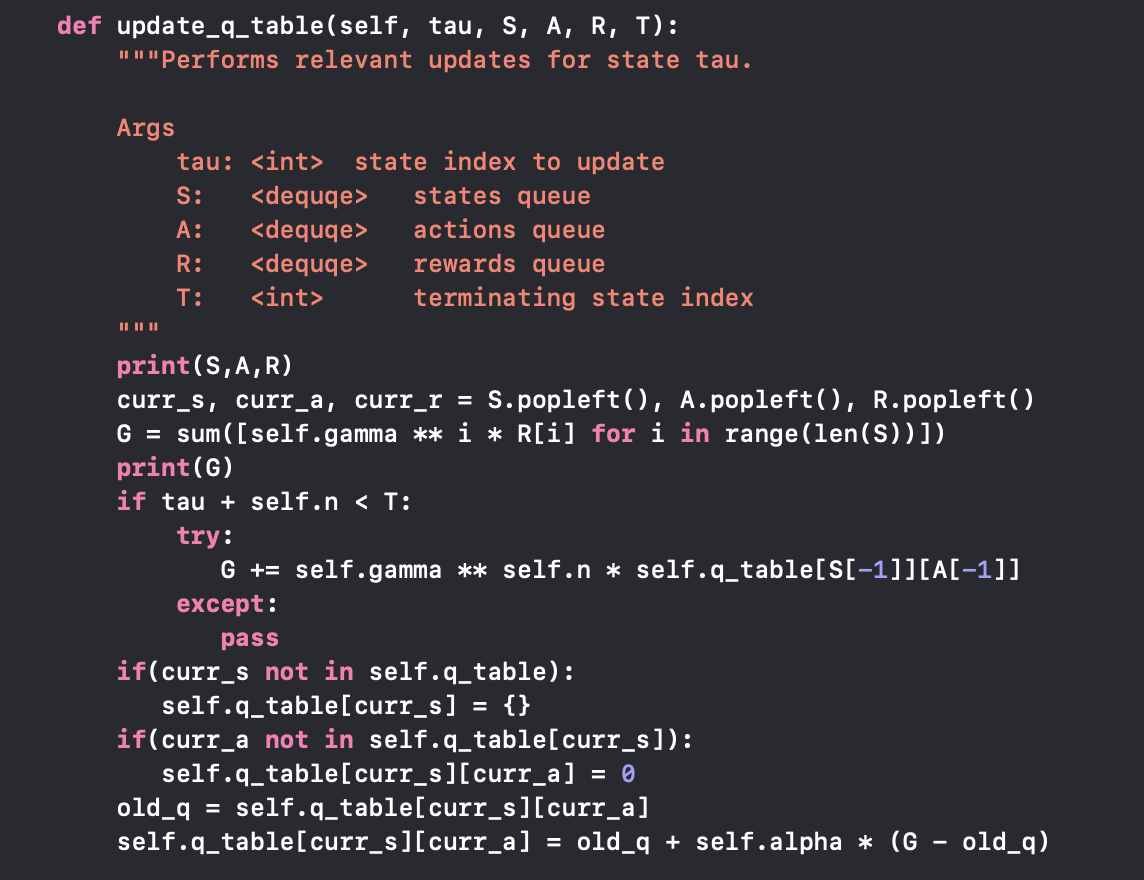 def update_q_table(self, tau, S, A, R, T):
"""Performs relevant updates for state tau.
Args
tau: <int>  state index to update
S:   <dequqe>   states queue
A:   <dequqe>   actions queue
R:   <dequqe>   rewards queue
T:   <int>      terminating state index
"""
print(S,A,R)
curr_s, curr_a, curr_r = S.popleft(), A.popleft(), R.popleft()
G = sum([self.gamma ** i * R[i] for i in range(len(S))])
print(G)
if tau + self.n < T:
try:
G += self.gamma ** self.n * self.q_table[S[-1]][A[-1]]
except:
pass
if(curr_s not in self.q_table):
self.q_table[curr_s] = {}
if(curr_a not in self.q_table[curr_s]):
self.q_table[curr_s][curr_a] = 0
old_q = self.q_table[curr_s][curr_a]
self.q_table[curr_s][curr_a] = old_q + self.alpha * (G - old_q)